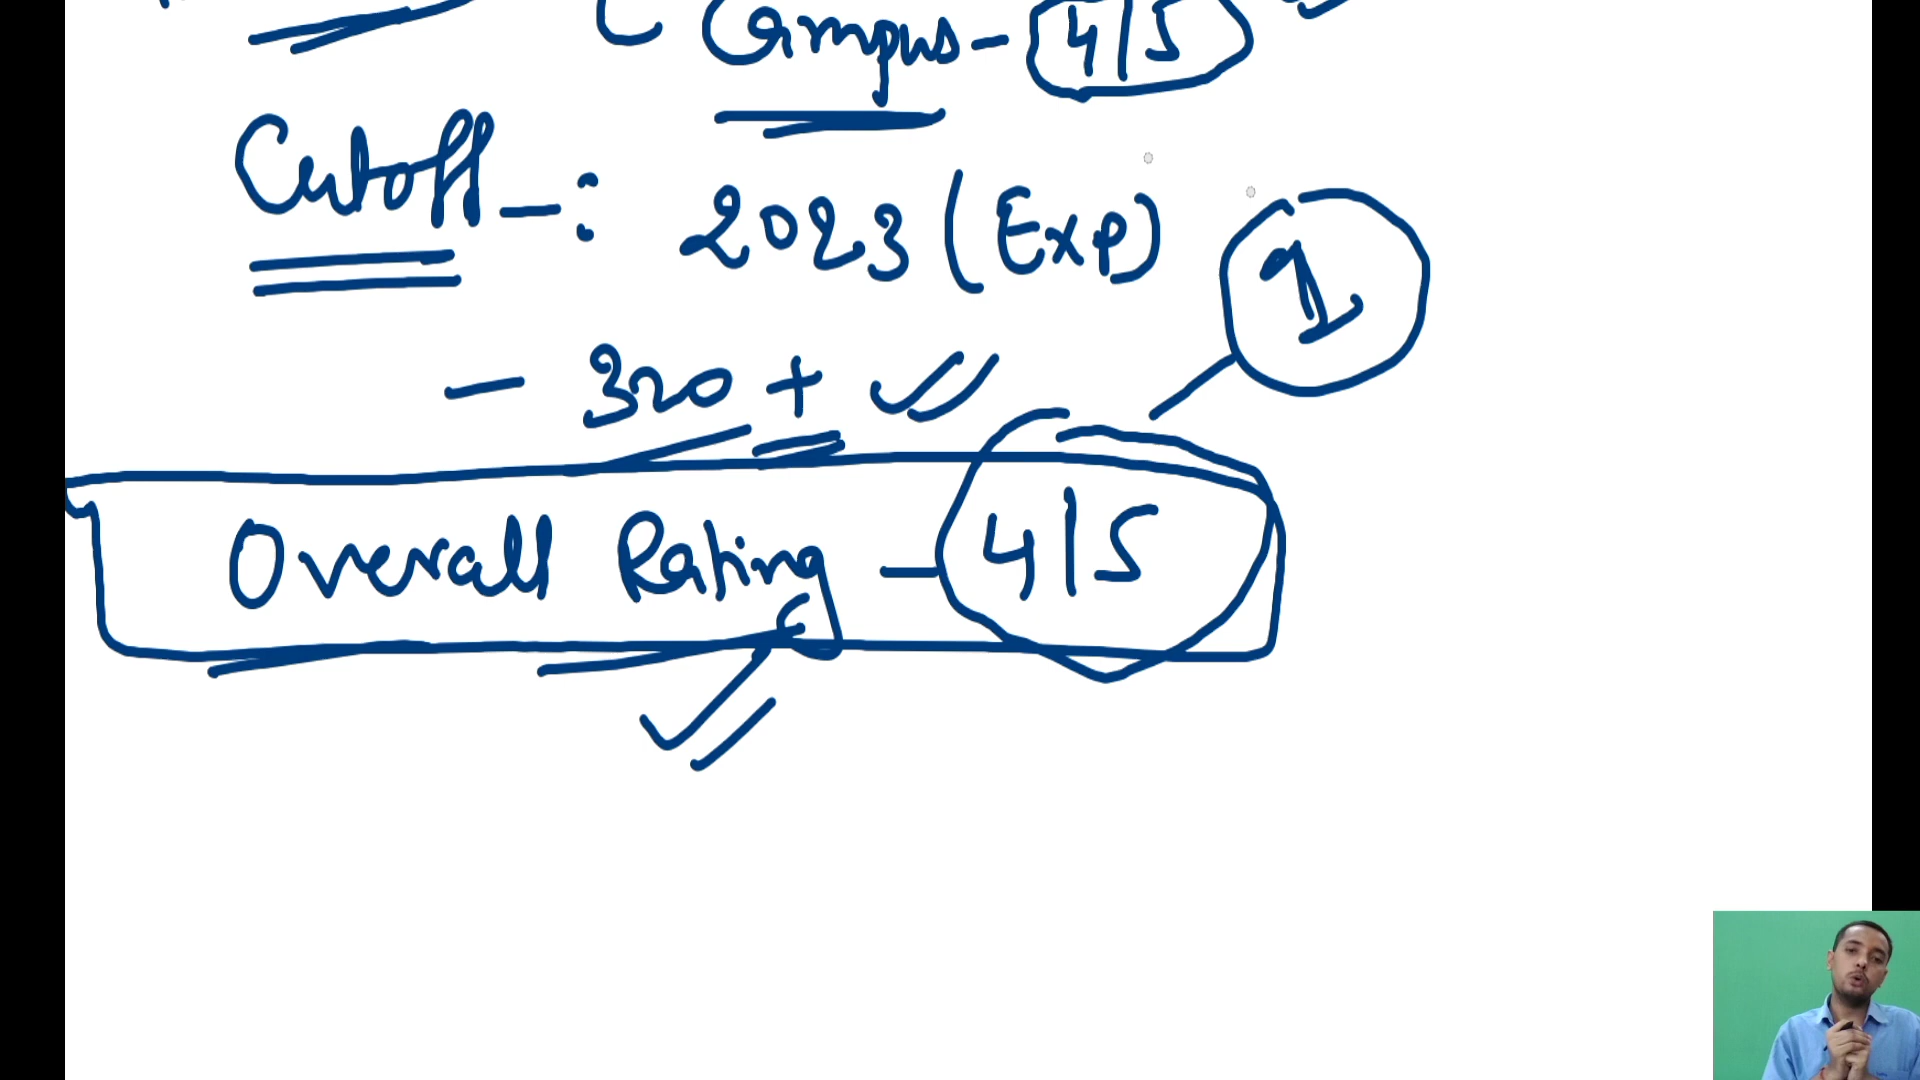 Campus - 4/5
Cutoff -: 2023 (Exp)
- 320 +
1
Overall Rating - 4/5